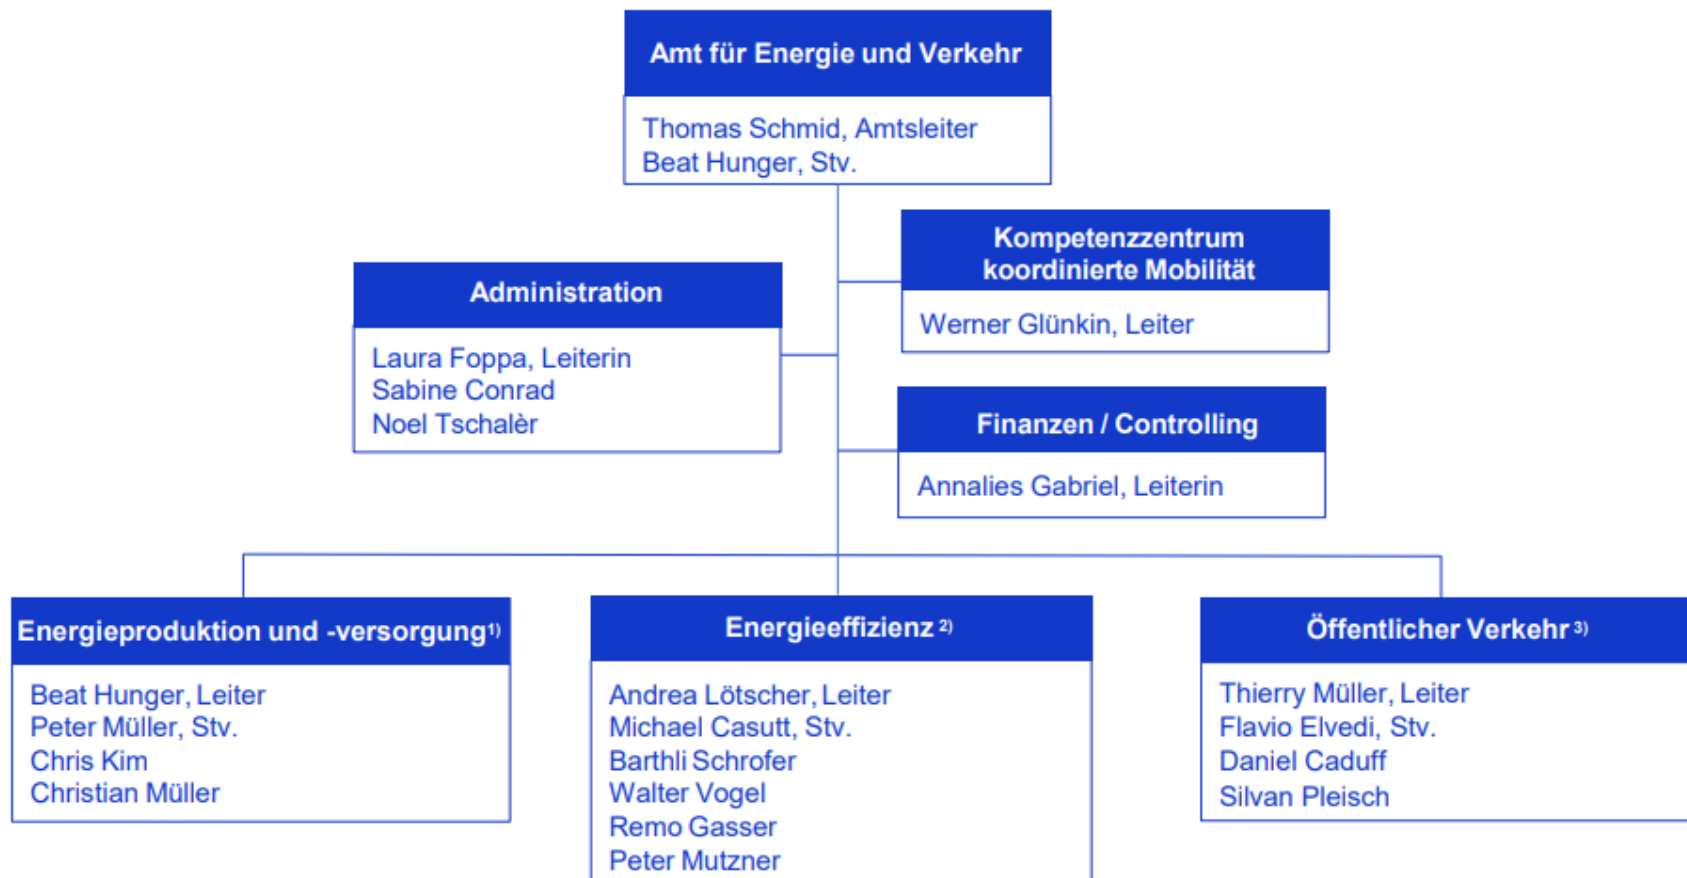 Amt für Energie und Verkehr
Thomas Schmid, Amtsleiter
Beat Hunger, Stv.
Kompetenzzentrum
koordinierte Mobilität
Werner Glünkin, Leiter
Administration
Laura Foppa, Leiterin
Sabine Conrad
Noel Tschalèr
Finanzen / Controlling
Annalies Gabriel, Leiterin
Energieproduktion und -versorgung¹⁾
Beat Hunger, Leiter
Peter Müller, Stv.
Chris Kim
Christian Müller
Energieeffizienz ²⁾
Andrea Lötscher, Leiter
Michael Casutt, Stv.
Barthli Schrofer
Walter Vogel
Remo Gasser
Peter Mutzner
Öffentlicher Verkehr ³⁾
Thierry Müller, Leiter
Flavio Elvedi, Stv.
Daniel Caduff
Silvan Pleisch